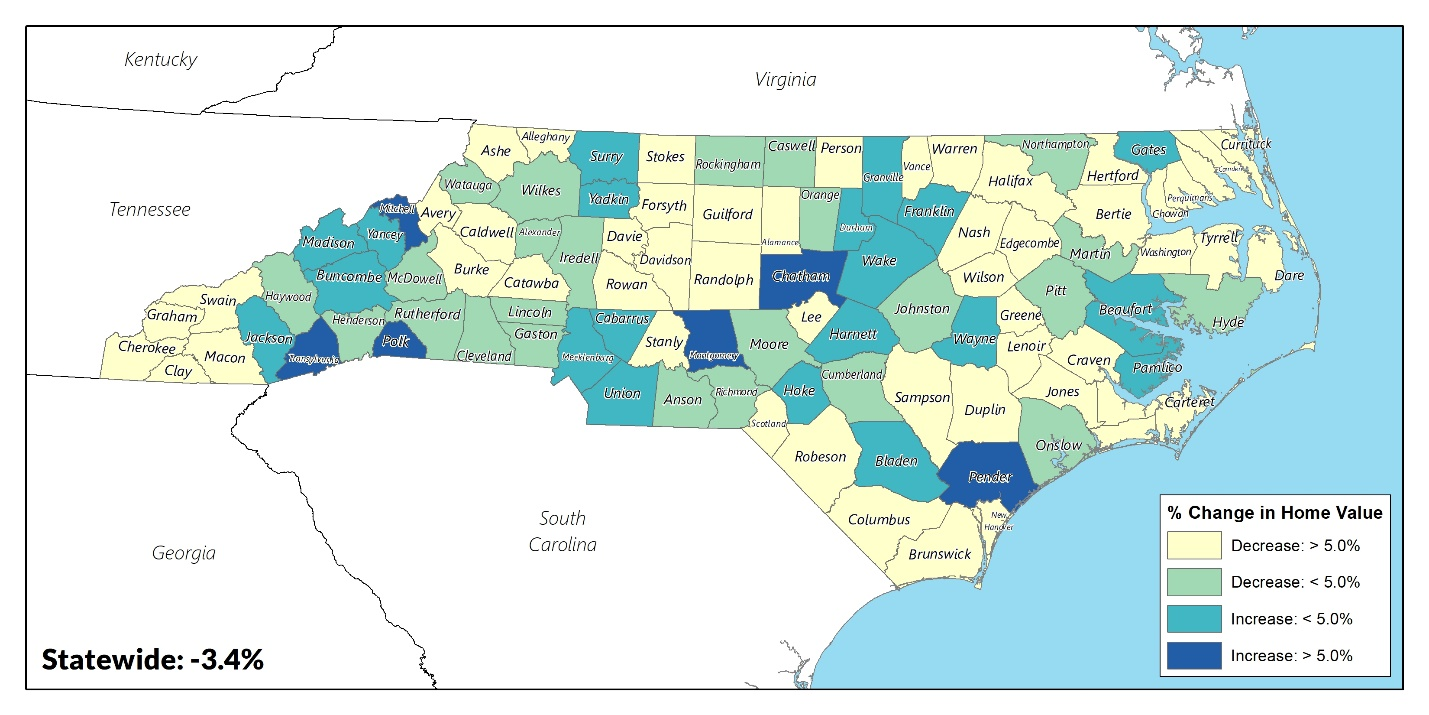 Kentucky
Virginia
Tennessee
Georgia
South
Carolina
Ashe
Alleghany
Surry
Stokes
Rockingham
Caswell
Person
Granville
Vance
Warren
Northampton
Gates
Currituck
Camden
Halifax
Hertford
Watauga
Wilkes
Yadkin
Forsyth
Guilford
Orange
Durham
Franklin
Bertie
Chowan
Perquimans
Mitchell
Avery
Caldwell
Alexander
Davie
Alamance
Nash
Edgecombe
Martin
Washington
Tyrrell
Dare
Madison
Yancey
Iredell
Davidson
Wake
Buncombe
McDowell
Burke
Catawba
Rowan
Randolph
Chatham
Wilson
Pitt
Beaufort
Hyde
Swain
Haywood
Graham
Henderson
Rutherford
Lincoln
Gaston
Cabarrus
Lee
Johnston
Greene
Cherokee
Clay
Macon
Jackson
Transylvania
Polk
Cleveland
Mecklenburg
Stanly
Montgomery
Moore
Harnett
Wayne
Lenoir
Craven
Pamlico
Union
Anson
Richmond
Hoke
Cumberland
Sampson
Duplin
Jones
Carteret
Scotland
Robeson
Bladen
Pender
Onslow
Columbus
Brunswick
New
Hanover
% Change in Home Value
Decrease: > 5.0%
Decrease: < 5.0%
Increase: < 5.0%
Increase: > 5.0%
Statewide: -3.4%